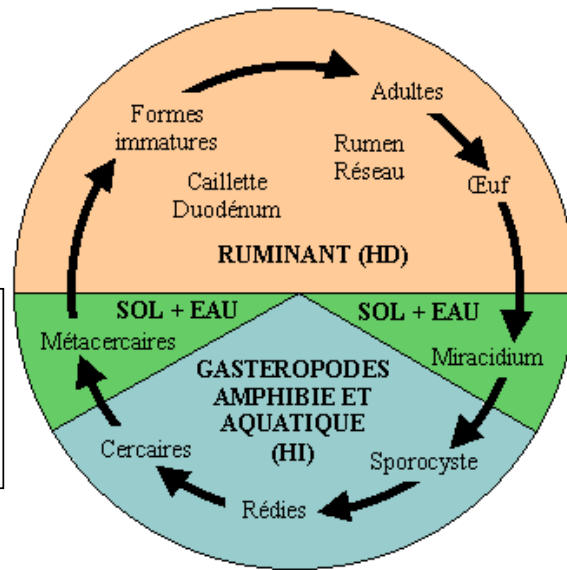 Adultes
Formes
immatures
Rumen
Réseau
Caillette
Duodénum
Œuf
RUMINANT (HD)
SOL + EAU
SOL + EAU
Métacercaires
Miracidium
GASTEROPODES
AMPHIBIE ET
AQUATIQUE
(HI)
Cercaires
Sporocyste
Rédies